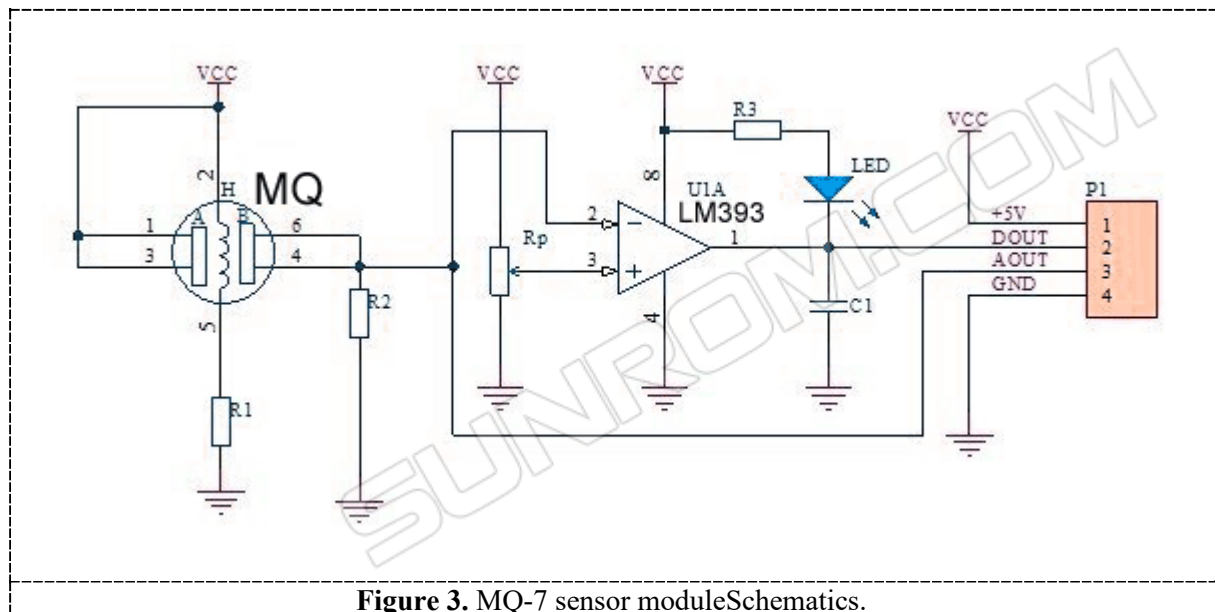 VCC
VCC
VCC
R3
LED
VCC
P1
2
H
MQ
8
U1A
LM393
1
A
B
6
3
4
2
-
Rp
3
+
1
+5V
1
DOUT
2
AOUT
3
GND
4
5
R2
4
C1
R1
SUNROM.COM
Figure 3. MQ-7 sensor moduleSchematics.